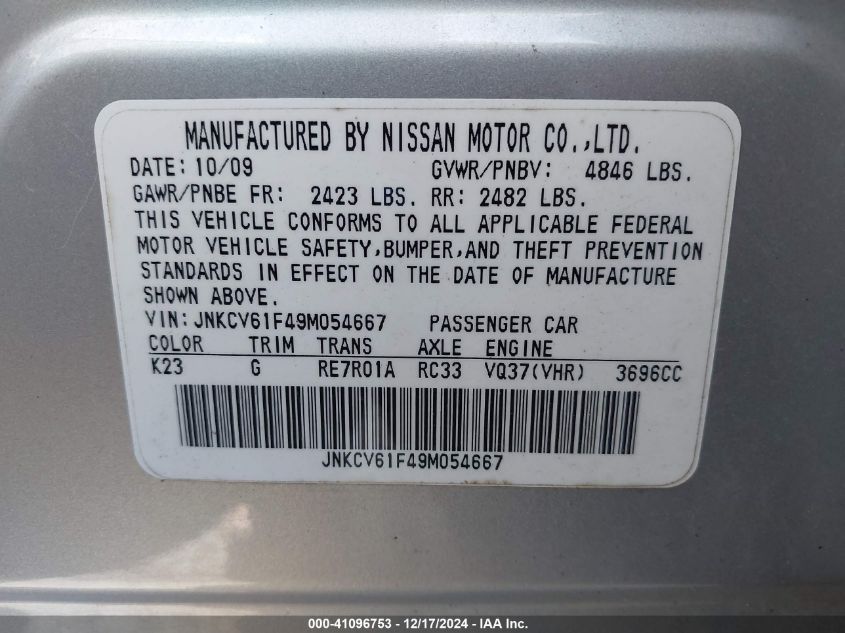 MANUFACTURED BY NISSAN MOTOR CO.,LTD.
DATE: 10/09 GVWR/PNBV: 4846 LBS.
GAWR/PNBE FR: 2423 LBS. RR: 2482 LBS.
THIS VEHICLE CONFORMS TO ALL APPLICABLE FEDERAL
MOTOR VEHICLE SAFETY,BUMPER,AND THEFT PREVENTION
STANDARDS IN EFFECT ON THE DATE OF MANUFACTURE
SHOWN ABOVE.
VIN: JNKCV61F49M054667 PASSENGER CAR
COLOR TRIM TRANS AXLE ENGINE
K23 G RE7R01A RC33 VQ37(VHR) 3696CC
JNKCV61F49M054667
000-41096753 - 12/17/2024 - IAA Inc.